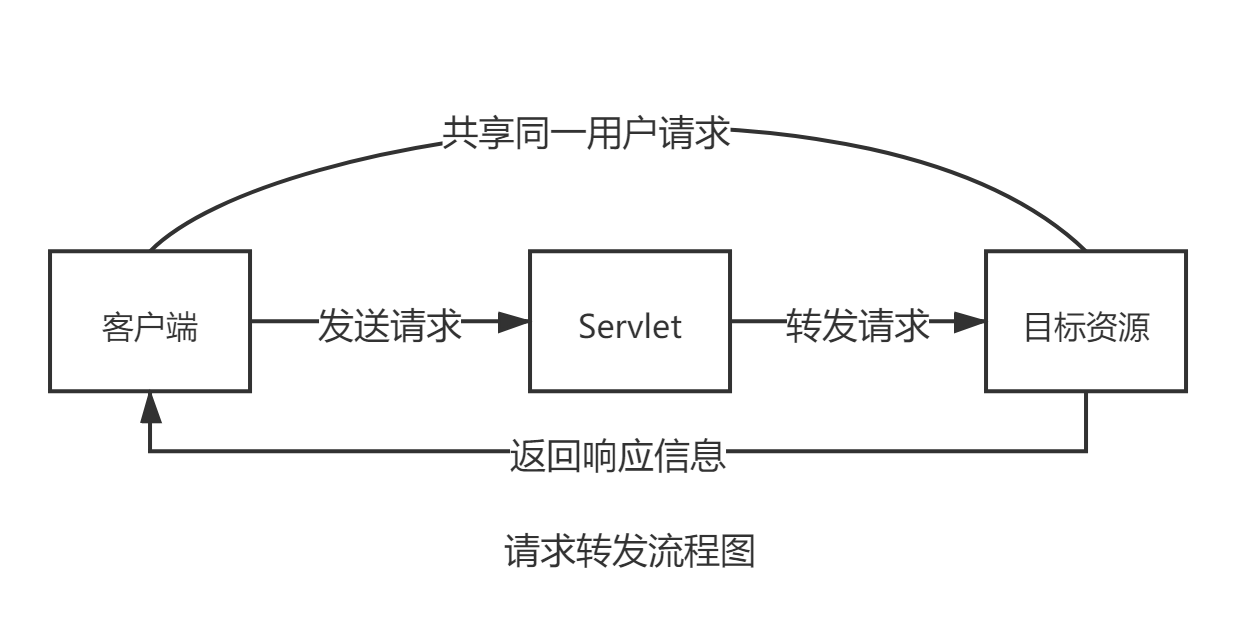 共享同一用户请求
客户端
发送请求
Servlet
转发请求
目标资源
返回响应信息
请求转发流程图